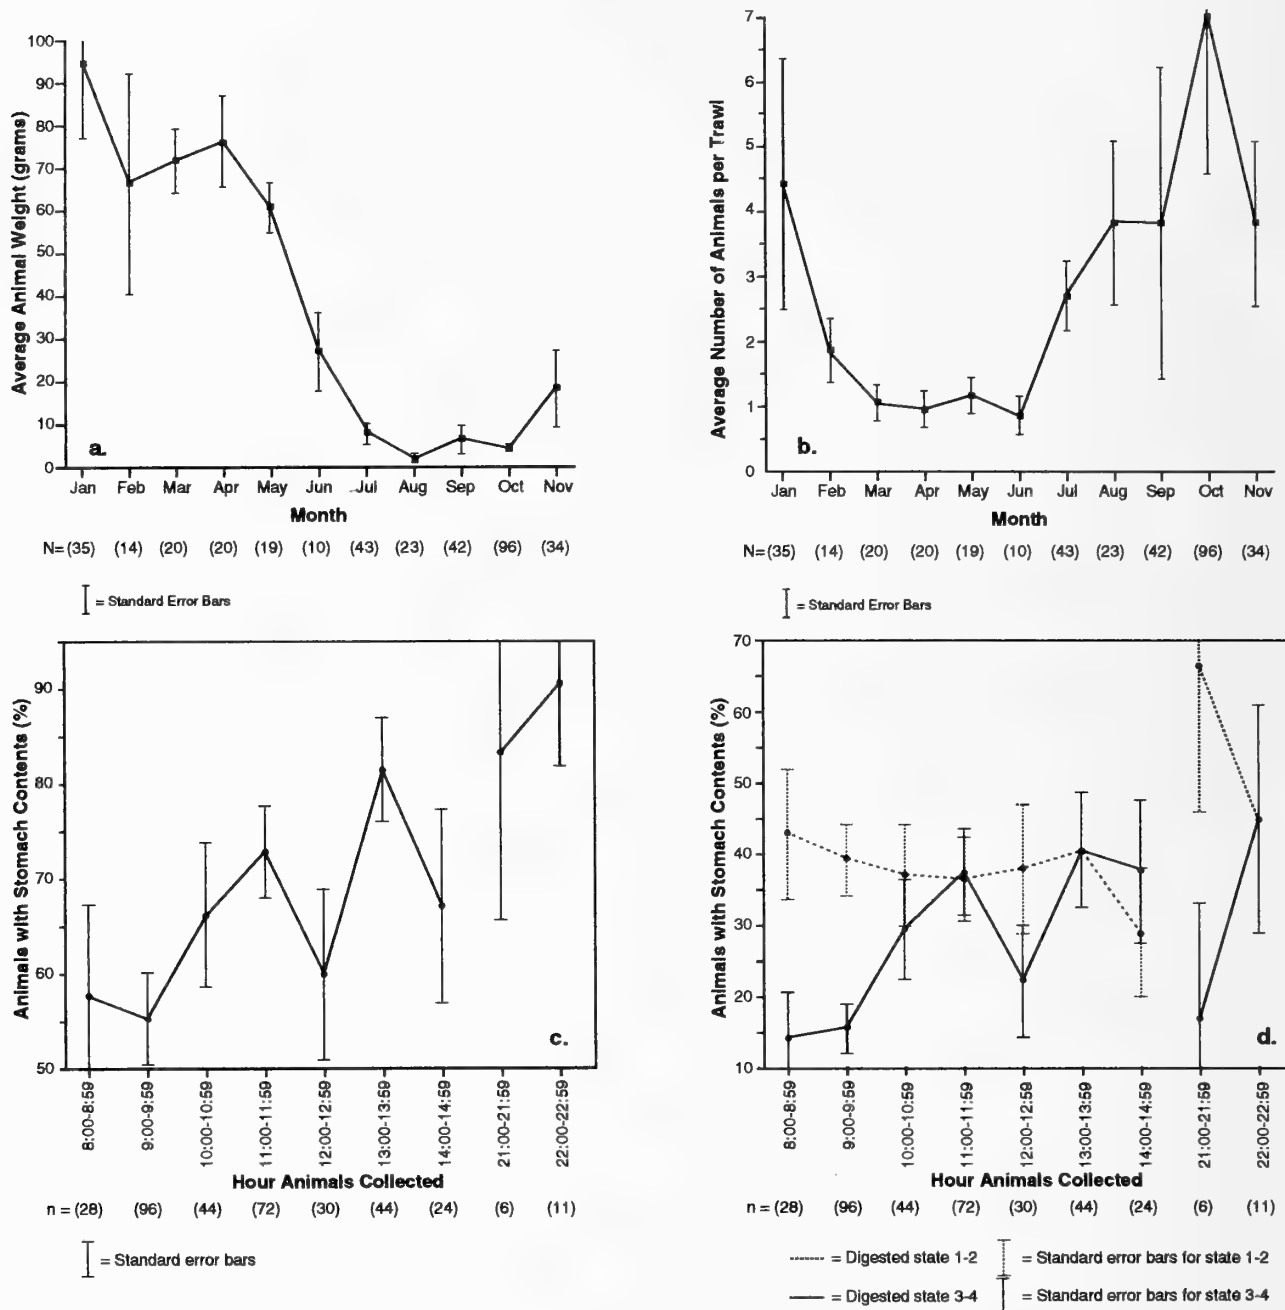 100
90
80
70
60
50
40
30
20
10
0
Average Animal Weight (grams)
a.
Jan Feb Mar Apr May Jun Jul Aug Sep Oct Nov
Month
N= (35) (14) (20) (20) (19) (10) (43) (23) (42) (96) (34)
= Standard Error Bars
7
6
5
4
3
2
1
0
Average Number of Animals per Trawl
b.
Jan Feb Mar Apr May Jun Jul Aug Sep Oct Nov
Month
N= (35) (14) (20) (20) (19) (10) (43) (23) (42) (96) (34)
= Standard Error Bars
90
80
70
60
50
Animals with Stomach Contents (%)
c.
8:00-8:59
9:00-9:59
10:00-10:59
11:00-11:59
12:00-12:59
13:00-13:59
14:00-14:59
21:00-21:59
22:00-22:59
Hour Animals Collected
n = (28) (96) (44) (72) (30) (44) (24) (6) (11)
= Standard error bars
70
60
50
40
30
20
10
Animals with Stomach Contents (%)
d.
8:00-8:59
9:00-9:59
10:00-10:59
11:00-11:59
12:00-12:59
13:00-13:59
14:00-14:59
21:00-21:59
22:00-22:59
Hour Animals Collected
n = (28) (96) (44) (72) (30) (44) (24) (6) (11)
= Digested state 1-2
= Standard error bars for state 1-2
= Digested state 3-4
= Standard error bars for state 3-4